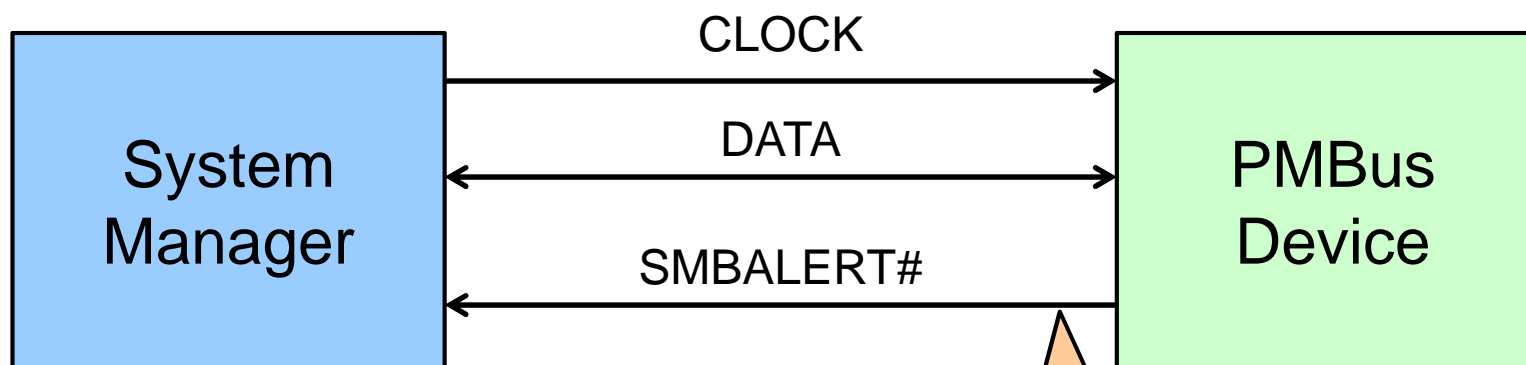 CLOCK
DATA
System
Manager
SMBALERT#
PMBus
Device